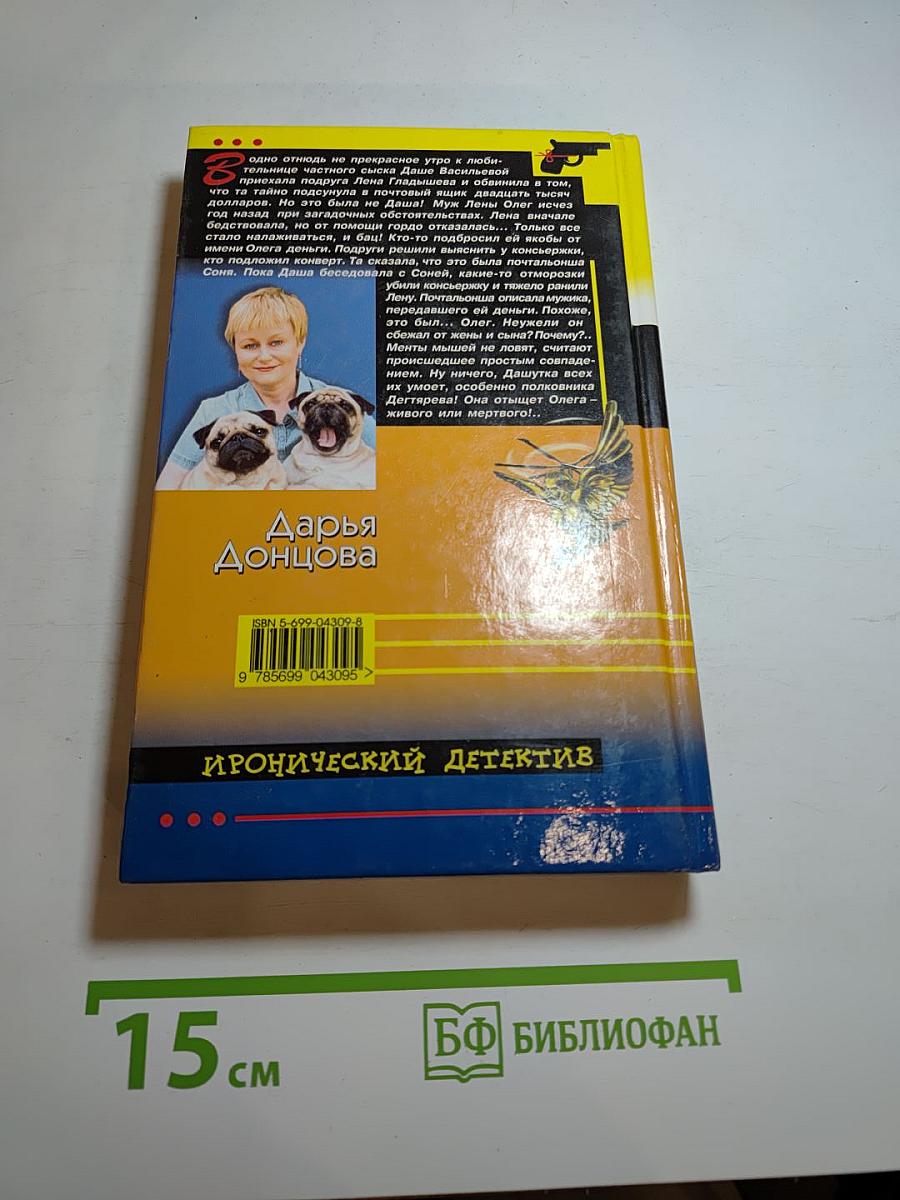 В одно отнюдь не прекрасное утро к люби-
тельнице частного сыска Даше Васильевой
приехала подруга Лена Гладышева и обвинила в том,
что та тайно подсунула в почтовый ящик двадцать тысяч
долларов. Но это была не Даша! Муж Лены Олег исчез
год назад при загадочных обстоятельствах. Лена вначале
бедствовала, но от помощи гордо отказалась... Только все
стало налаживаться, и бац! Кто-то подбросил ей якобы от
имени Олега деньги. Подруги решили выяснить у консьержки,
кто подложил конверт. Та сказала, что это была почтальонша
Соня. Пока Даша беседовала с Соней, какие-то отморозки
убили консьержку и тяжело ранили
Лену. Почтальонша описала мужика,
передавшего ей деньги. Похоже,
это был... Олег. Неужели он
сбежал от жены и сына? Почему?..
Менты мышей не ловят, считают
происшедшее простым совпаде-
нием. Ну ничего, Дашутка всех
их умоет, особенно полковника
Дегтярева! Она отыщет Олега –
живого или мертвого!..
Дарья
Донцова
ISBN 5-699-04309-8
9 785699 043095 >
ИРОНИЧЕСКИЙ ДЕТЕКТИВ
15 см
БФ БИБЛИОФАН